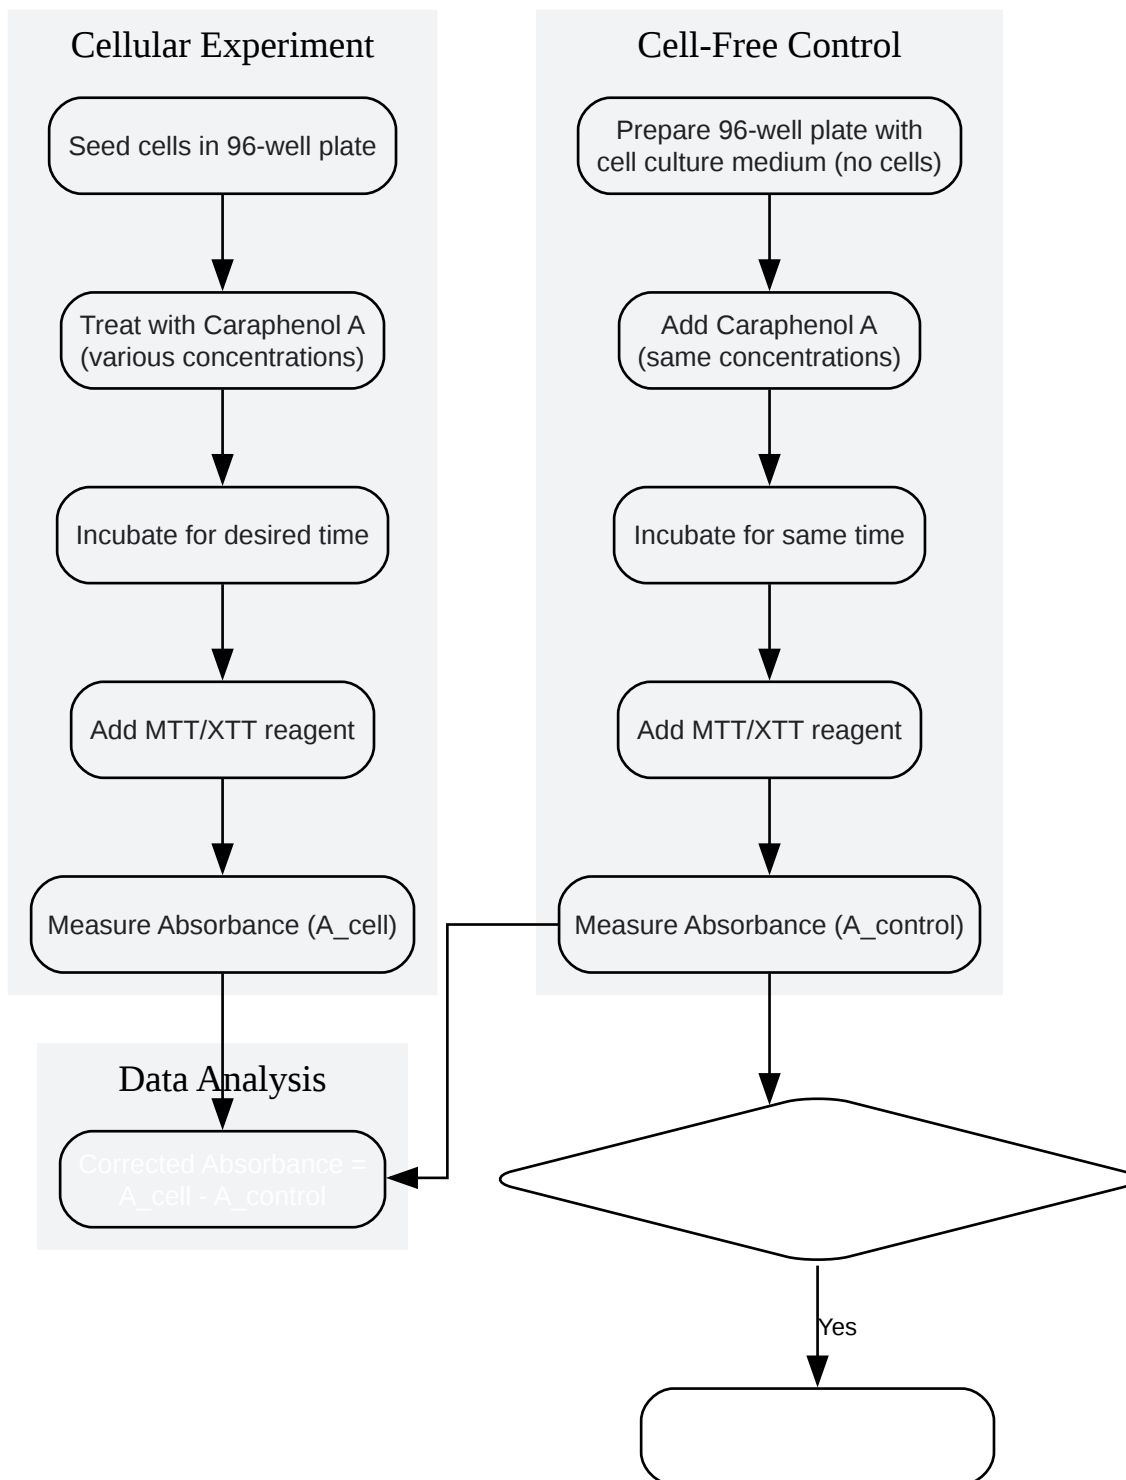 Cellular Experiment
Seed cells in 96-well plate
Treat with Caraphenol A
(various concentrations)
Incubate for desired time
Add MTT/XTT reagent
Measure Absorbance (A_cell)
Cell-Free Control
Prepare 96-well plate with
cell culture medium (no cells)
Add Caraphenol A
(same concentrations)
Incubate for same time
Add MTT/XTT reagent
Measure Absorbance (A_control)
Data Analysis
Corrected Absorbance =
A_cell - A_control
Yes